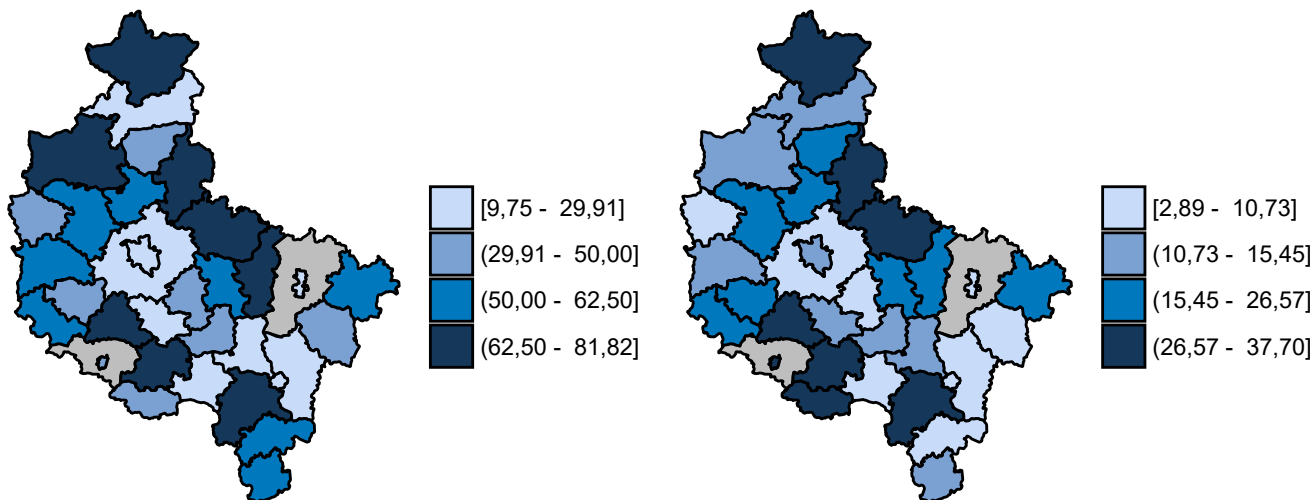 [9,75 - 29,91]
(29,91 - 50,00]
(50,00 - 62,50]
(62,50 - 81,82]
[2,89 - 10,73]
(10,73 - 15,45]
(15,45 - 26,57]
(26,57 - 37,70]